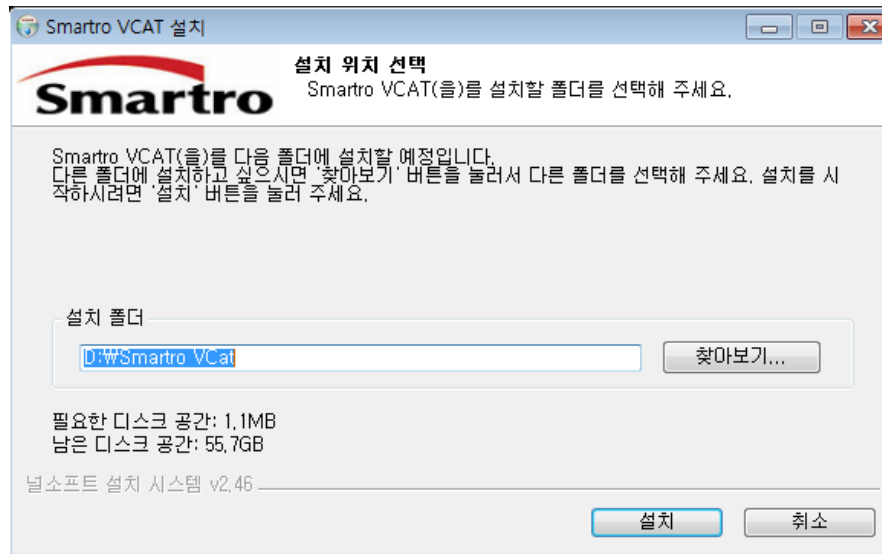 Smartro VCAT 설치
Smartro
설치 위치 선택
Smartro VCAT(을)를 설치할 폴더를 선택해 주세요.
Smartro VCAT(을)를 다음 폴더에 설치할 예정입니다.
다른 폴더에 설치하고 싶으시면 '찾아보기' 버튼을 눌러서 다른 폴더를 선택해 주세요. 설치를 시
작하시려면 '설치' 버튼을 눌러 주세요.
설치 폴더
D:₩Smartro VCat
찾아보기...
필요한 디스크 공간: 1.1MB
남은 디스크 공간: 55.7GB
널소프트 설치 시스템 v2.46
설치
취소